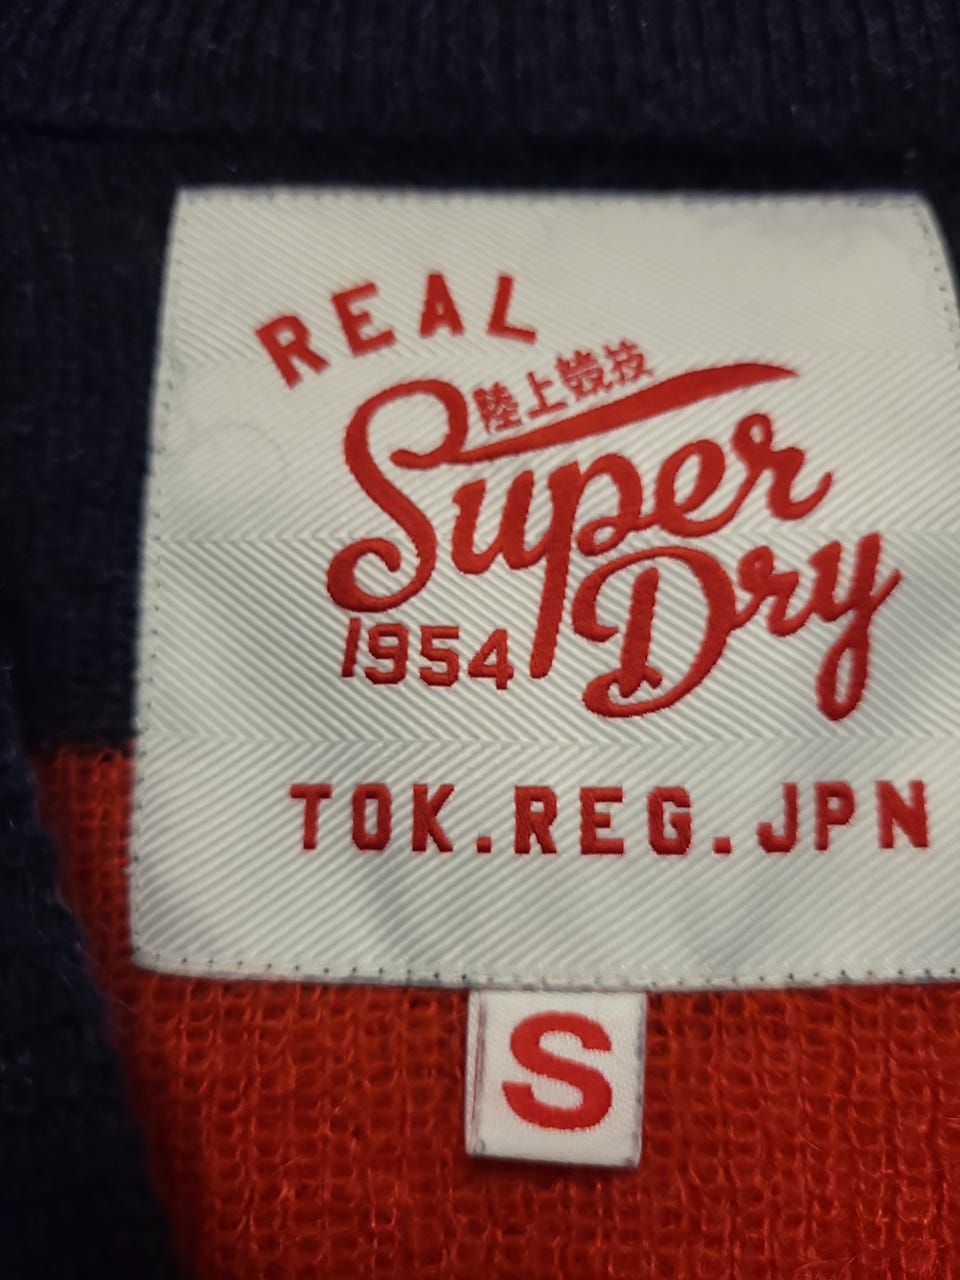 REAL
陸上競技
Super
Dry
1954
TOK.REG.JPN
S